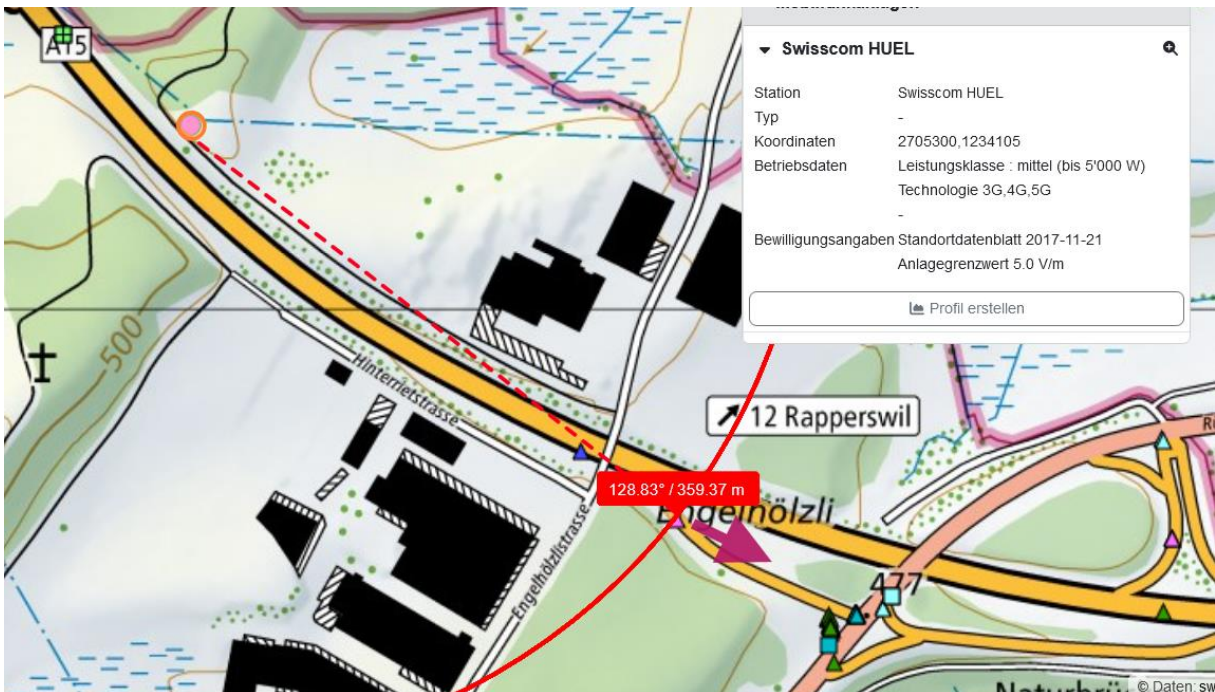 A15
Swisscom HUEL
Station Swisscom HUEL
Typ -
Koordinaten 2705300,1234105
Betriebsdaten Leistungsklasse : mittel (bis 5'000 W)
Technologie 3G,4G,5G
-
Bewilligungsangaben Standortdatenblatt 2017-11-21
Anlagegrenzwert 5.0 V/m
Profil erstellen
500
Hinterrietstrasse
12 Rapperswil
128.83° / 359.37 m
Engelhölzli
Engelhölzlistrasse
477
© Daten: sw